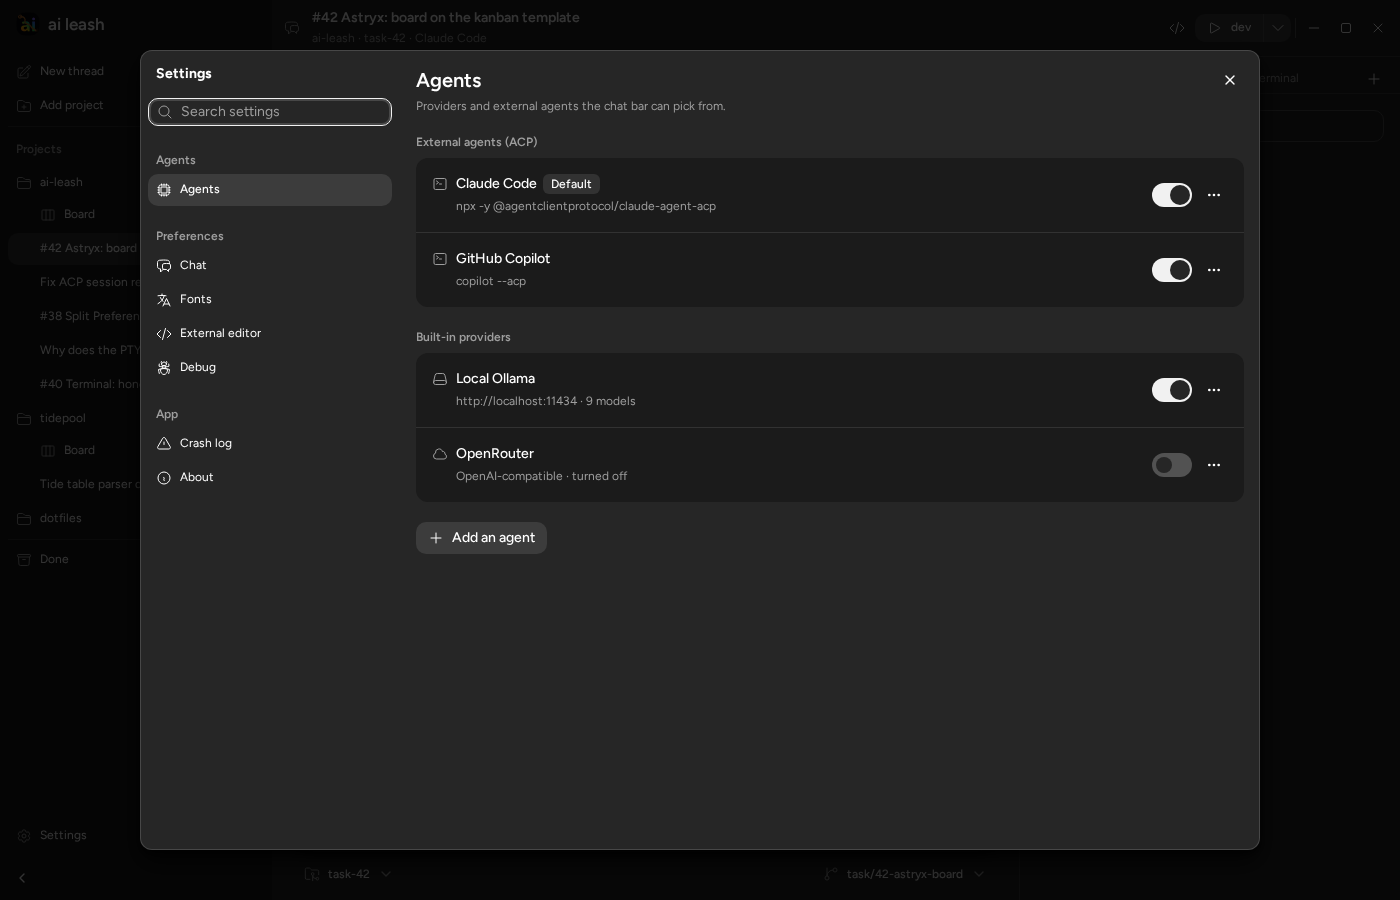 ai leash
New thread
Add project
Projects
ai-leash
Board
#42 Astryx: board
Fix ACP session re
#38 Split Preferen
Why does the PTY
#40 Terminal: hon
tidepool
Board
Tide table parser
dotfiles
Done
Settings
#42 Astryx: board on the kanban template
ai-leash · task-42 · Claude Code
dev
erminal
Settings
Search settings
Agents
Agents
Preferences
Chat
Fonts
External editor
Debug
App
Crash log
About
Agents
Providers and external agents the chat bar can pick from.
External agents (ACP)
Claude Code Default
npx -y @agentclientprotocol/claude-agent-acp
GitHub Copilot
copilot --acp
Built-in providers
Local Ollama
http://localhost:11434 · 9 models
OpenRouter
OpenAI-compatible · turned off
Add an agent
task-42
task/42-astryx-board